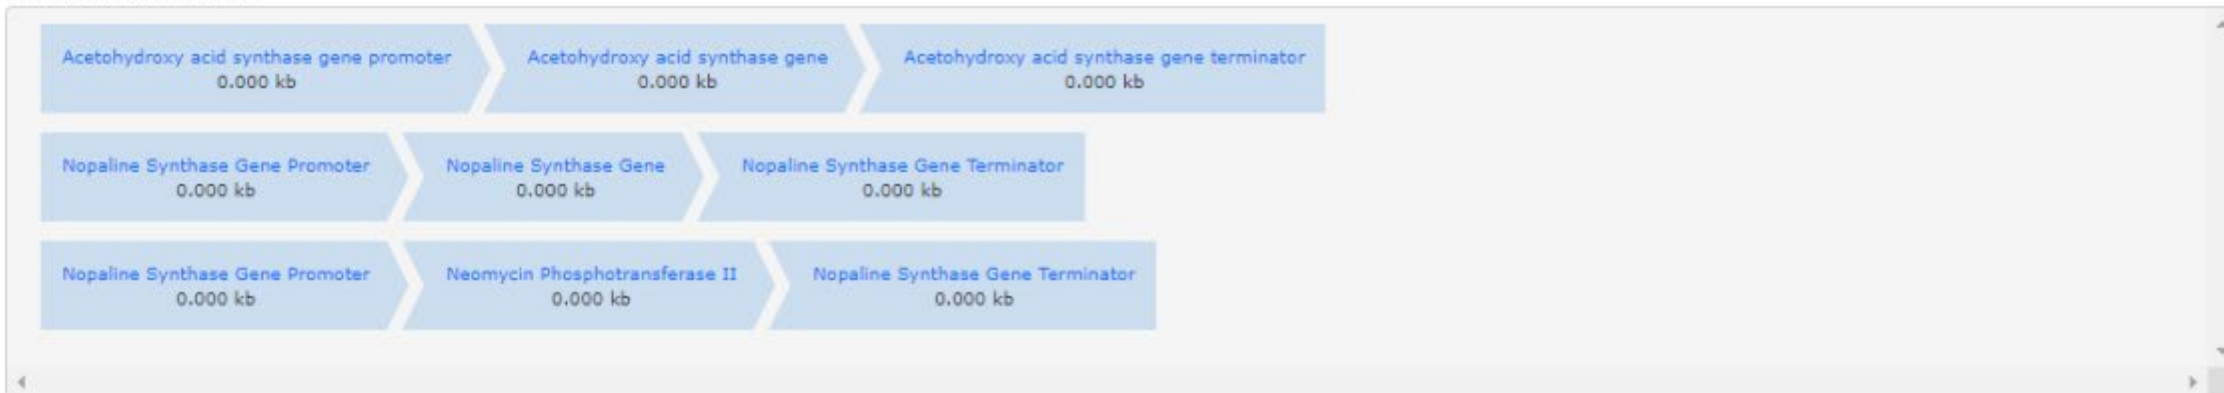 Acetohydroxy acid synthase gene promoter
0.000 kb
Acetohydroxy acid synthase gene
0.000 kb
Acetohydroxy acid synthase gene terminator
0.000 kb
Nopaline Synthase Gene Promoter
0.000 kb
Nopaline Synthase Gene
0.000 kb
Nopaline Synthase Gene Terminator
0.000 kb
Nopaline Synthase Gene Promoter
0.000 kb
Neomycin Phosphotransferase II
0.000 kb
Nopaline Synthase Gene Terminator
0.000 kb